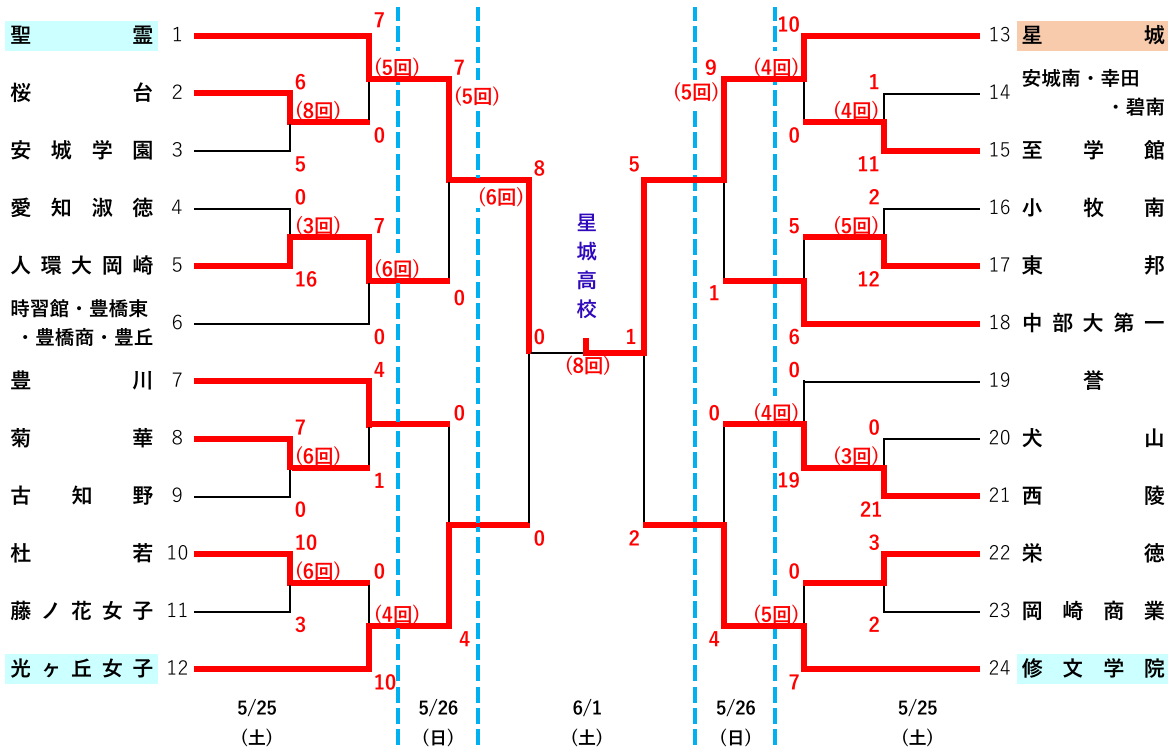 聖霊 1
桜台 2
安城学園 3
愛知淑徳 4
人環大岡崎 5
時習館・豊橋東
・豊橋商・豊丘 6
豊川 7
菊華 8
古知野 9
杜若 10
藤ノ花女子 11
光ヶ丘女子 12
7
(5回)
0
6
(8回)
5
0
(3回)
16
7
(6回)
0
7
(5回)
0
4
1
7
(6回)
0
10
(6回)
3
0
(4回)
10
0
4
8
(6回)
0
0
星城高校
1
(8回)
5
2
9
(5回)
1
0
4
10
(4回)
0
1
(4回)
11
2
(5回)
12
5
6
0
(4回)
19
0
(3回)
21
3
2
0
(5回)
7
13 星城
14 安城南・幸田
・碧南
15 至学館
16 小牧南
17 東邦
18 中部大第一
19 誉
20 犬山
21 西陵
22 栄徳
23 岡崎商業
24 修文学院
5/25 5/26 6/1 5/26 5/25
(土) (日) (土) (日) (土)